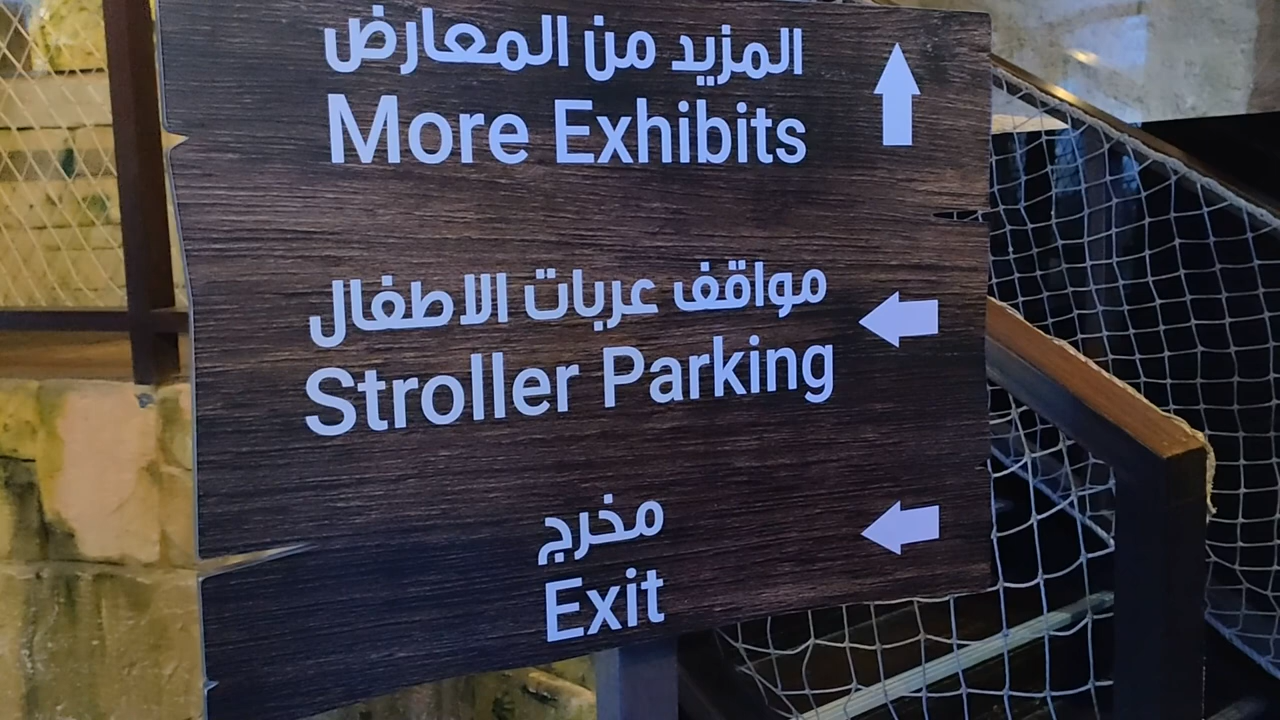 المزيد من المعارض
More Exhibits
مواقف عربات الاطفال
Stroller Parking
مخرج
Exit